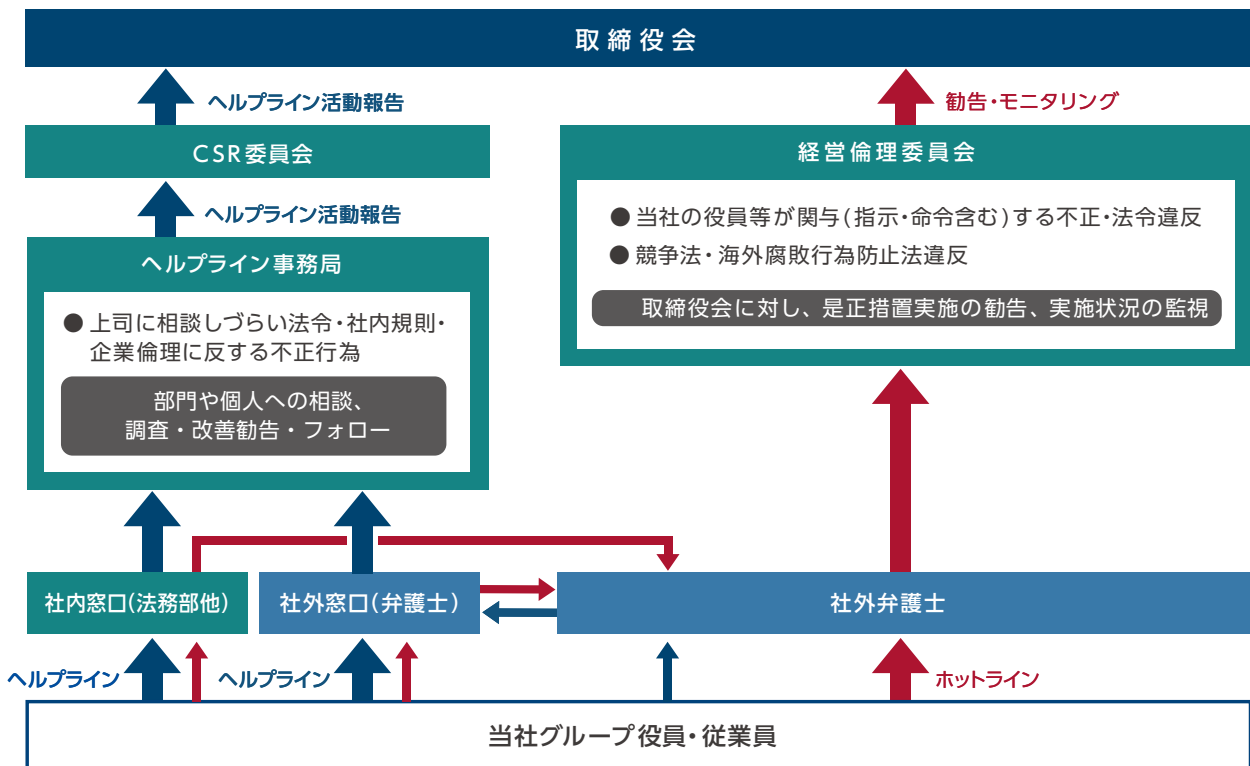 取締役会
ヘルプライン活動報告
勧告・モニタリング
CSR委員会
経営倫理委員会
ヘルプライン活動報告
● 当社の役員等が関与(指示・命令含む)する不正・法令違反
● 競争法・海外腐敗行為防止法違反
取締役会に対し、是正措置実施の勧告、実施状況の監視
ヘルプライン事務局
● 上司に相談しづらい法令・社内規則・
企業倫理に反する不正行為
部門や個人への相談、
調査・改善勧告・フォロー
社内窓口(法務部他)
社外窓口(弁護士)
社外弁護士
ヘルプライン
ヘルプライン
ホットライン
当社グループ役員・従業員